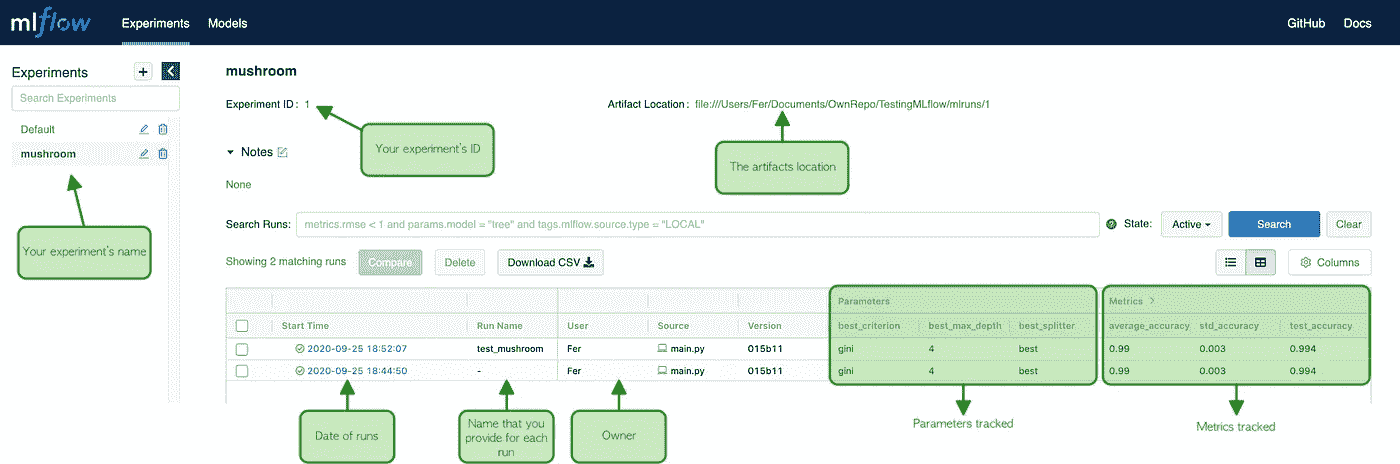 mlflow Experiments Models GitHub Docs
Experiments
Search Experiments
Default
mushroom
Your experiment's name
mushroom
Experiment ID : 1 Artifact Location : file:///Users/Fer/Documents/OwnRepo/TestingMLflow/mlruns/1
Your experiment's ID
The artifacts location
Notes
None
Search Runs: metrics.rmse < 1 and params.model = "tree" and tags.mlflow.source.type = "LOCAL" State: Active Search Clear
Showing 2 matching runs Compare Delete Download CSV Columns
Parameters Metrics
Start Time Run Name User Source Version best_criterion best_max_depth best_splitter average_accuracy std_accuracy test_accuracy
2020-09-25 18:52:07 test_mushroom Fer main.py 015b11 gini 4 best 0.99 0.003 0.994
2020-09-25 18:44:50 - Fer main.py 015b11 gini 4 best 0.99 0.003 0.994
Date of runs
Name that you
provide for each
run
Owner
Parameters tracked
Metrics tracked